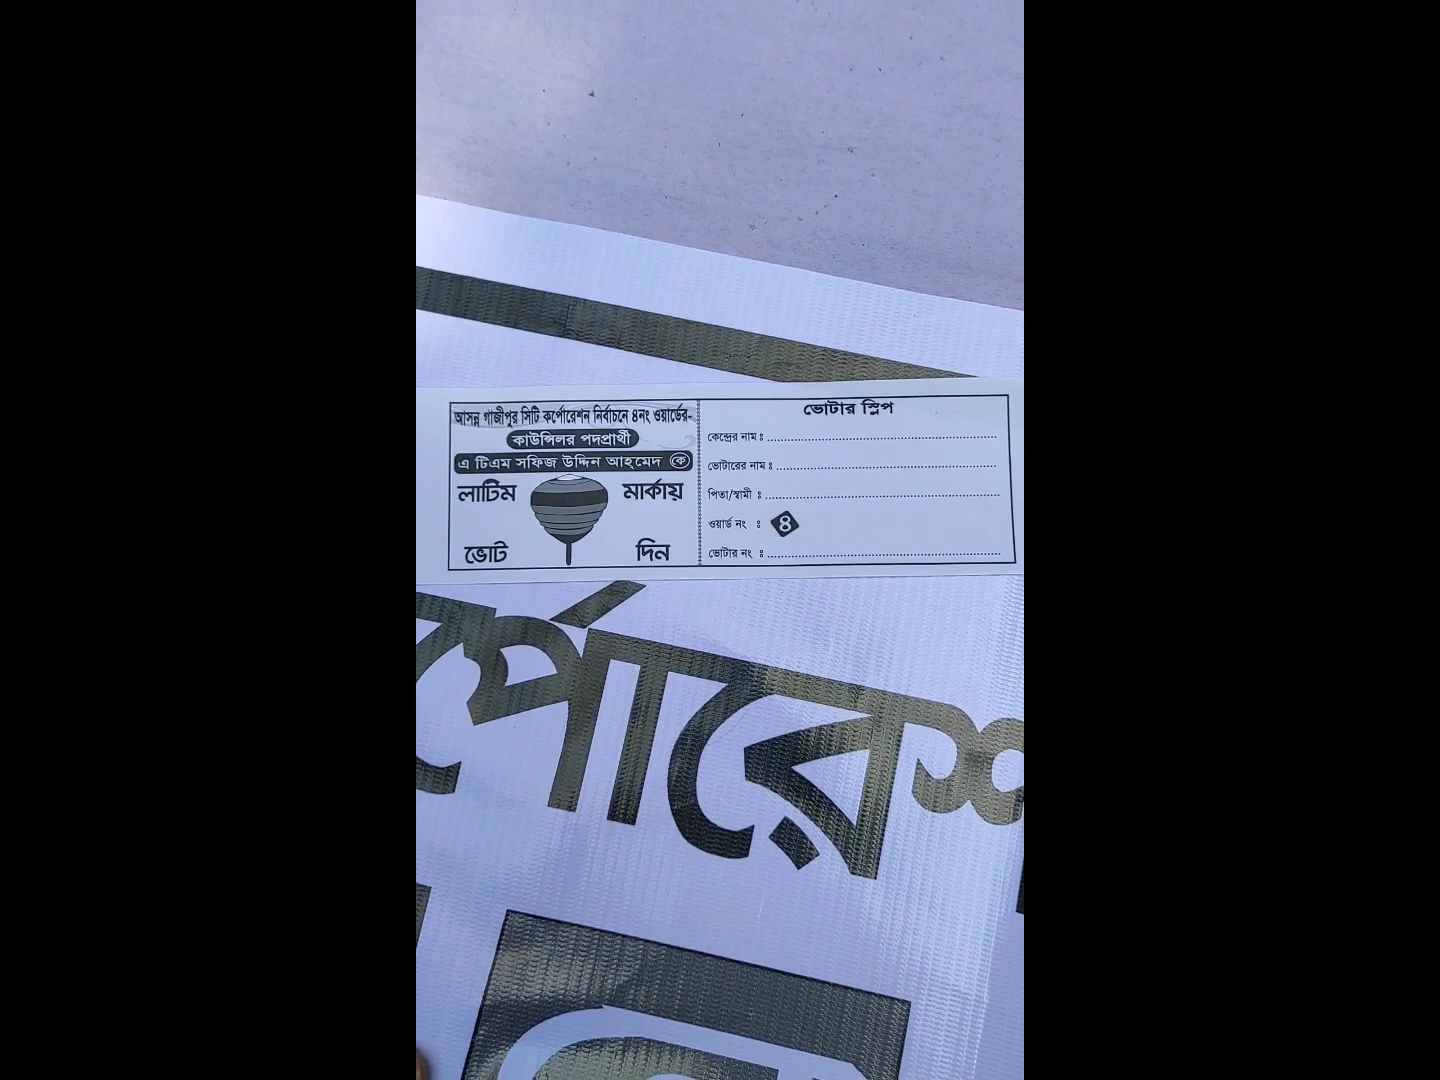 আসন্ন গাজীপুর সিটি কর্পোরেশন নির্বাচনে ৪নং ওয়ার্ডের-
কাউন্সিলর পদপ্রার্থী
এ টিএম সফিজ উদ্দিন আহমেদ কে
লাটিম মার্কায়
ভোট দিন
ভোটার স্লিপ
কেন্দ্রের নাম ঃ
ভোটারের নাম ঃ
পিতা/স্বামী ঃ
ওয়ার্ড নং ঃ ৪
ভোটার নং ঃ
র্পোরেশ